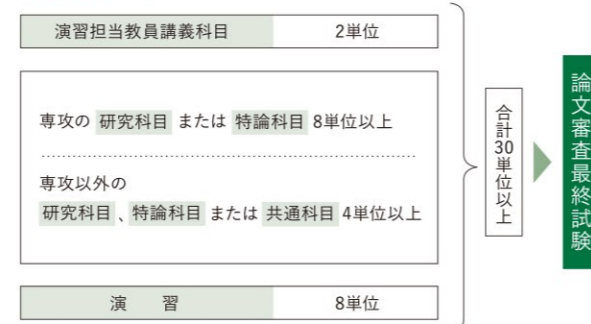 演習担当教員講義科目 2単位
専攻の 研究科目 または 特論科目 8単位以上
専攻以外の
研究科目、特論科目 または 共通科目 4単位以上
演 習 8単位
合計30単位以上
論文審査最終試験